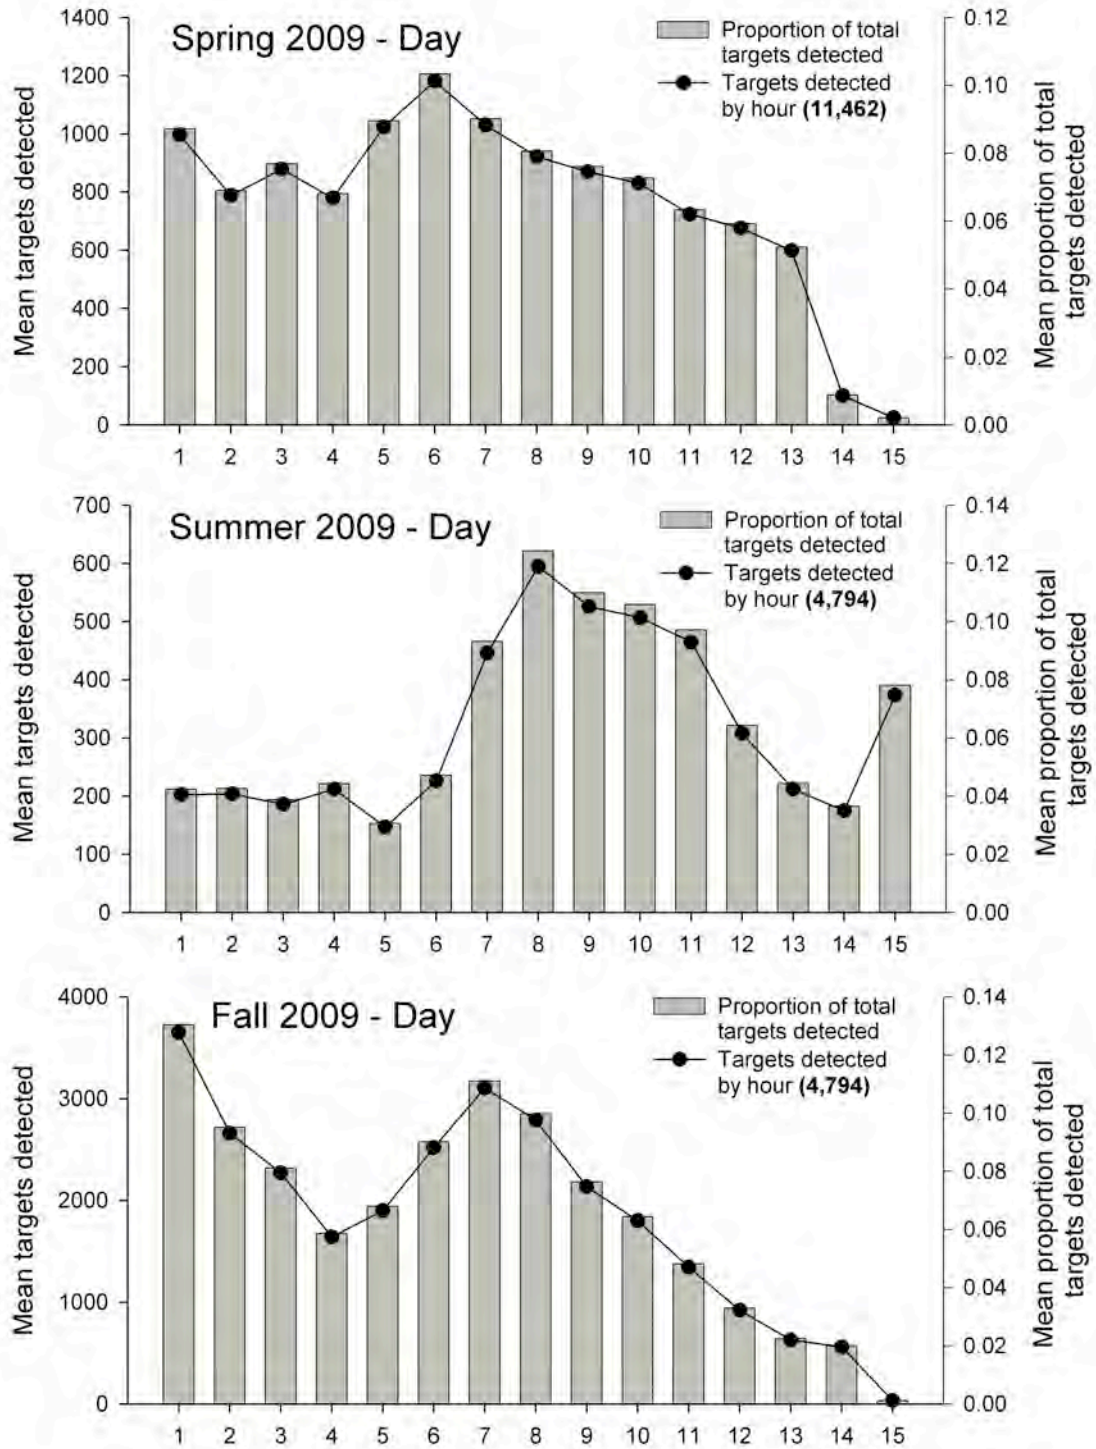 Spring 2009 - Day
Proportion of total
targets detected
Targets detected
by hour (11,462)
Mean targets detected
1400
1200
1000
800
600
400
200
0
0.12
0.10
0.08
0.06
0.04
0.02
0.00
Mean proportion of total
targets detected
1 2 3 4 5 6 7 8 9 10 11 12 13 14 15
Summer 2009 - Day
Proportion of total
targets detected
Targets detected
by hour (4,794)
Mean targets detected
700
600
500
400
300
200
100
0
0.14
0.12
0.10
0.08
0.06
0.04
0.02
0.00
Mean proportion of total
targets detected
1 2 3 4 5 6 7 8 9 10 11 12 13 14 15
Fall 2009 - Day
Proportion of total
targets detected
Targets detected
by hour (4,794)
Mean targets detected
4000
3000
2000
1000
0
0.14
0.12
0.10
0.08
0.06
0.04
0.02
0.00
Mean proportion of total
targets detected
1 2 3 4 5 6 7 8 9 10 11 12 13 14 15